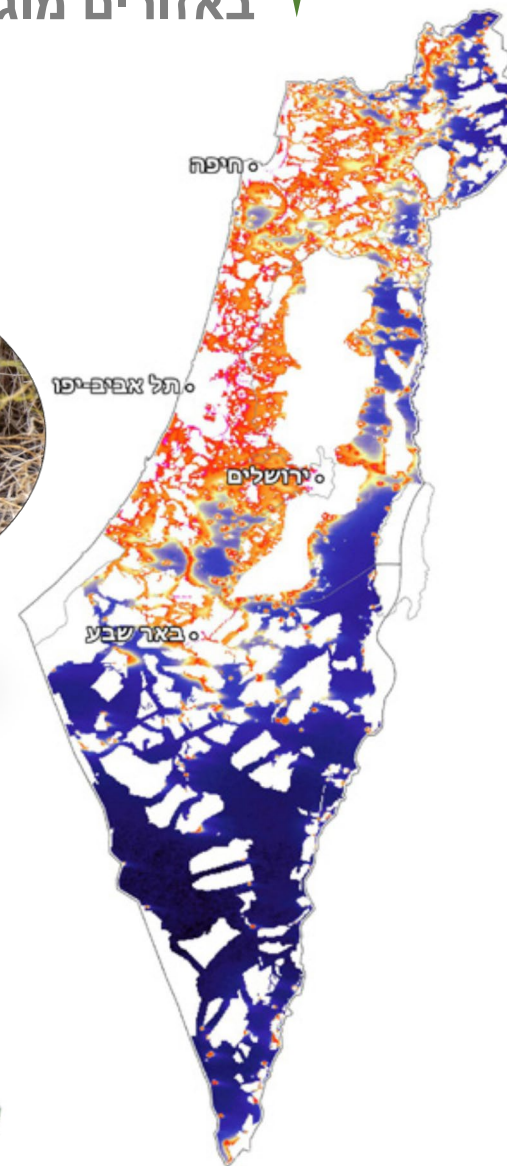 באזורים
חיפה
תל אביב-יפו
ירושלים
באר שבע